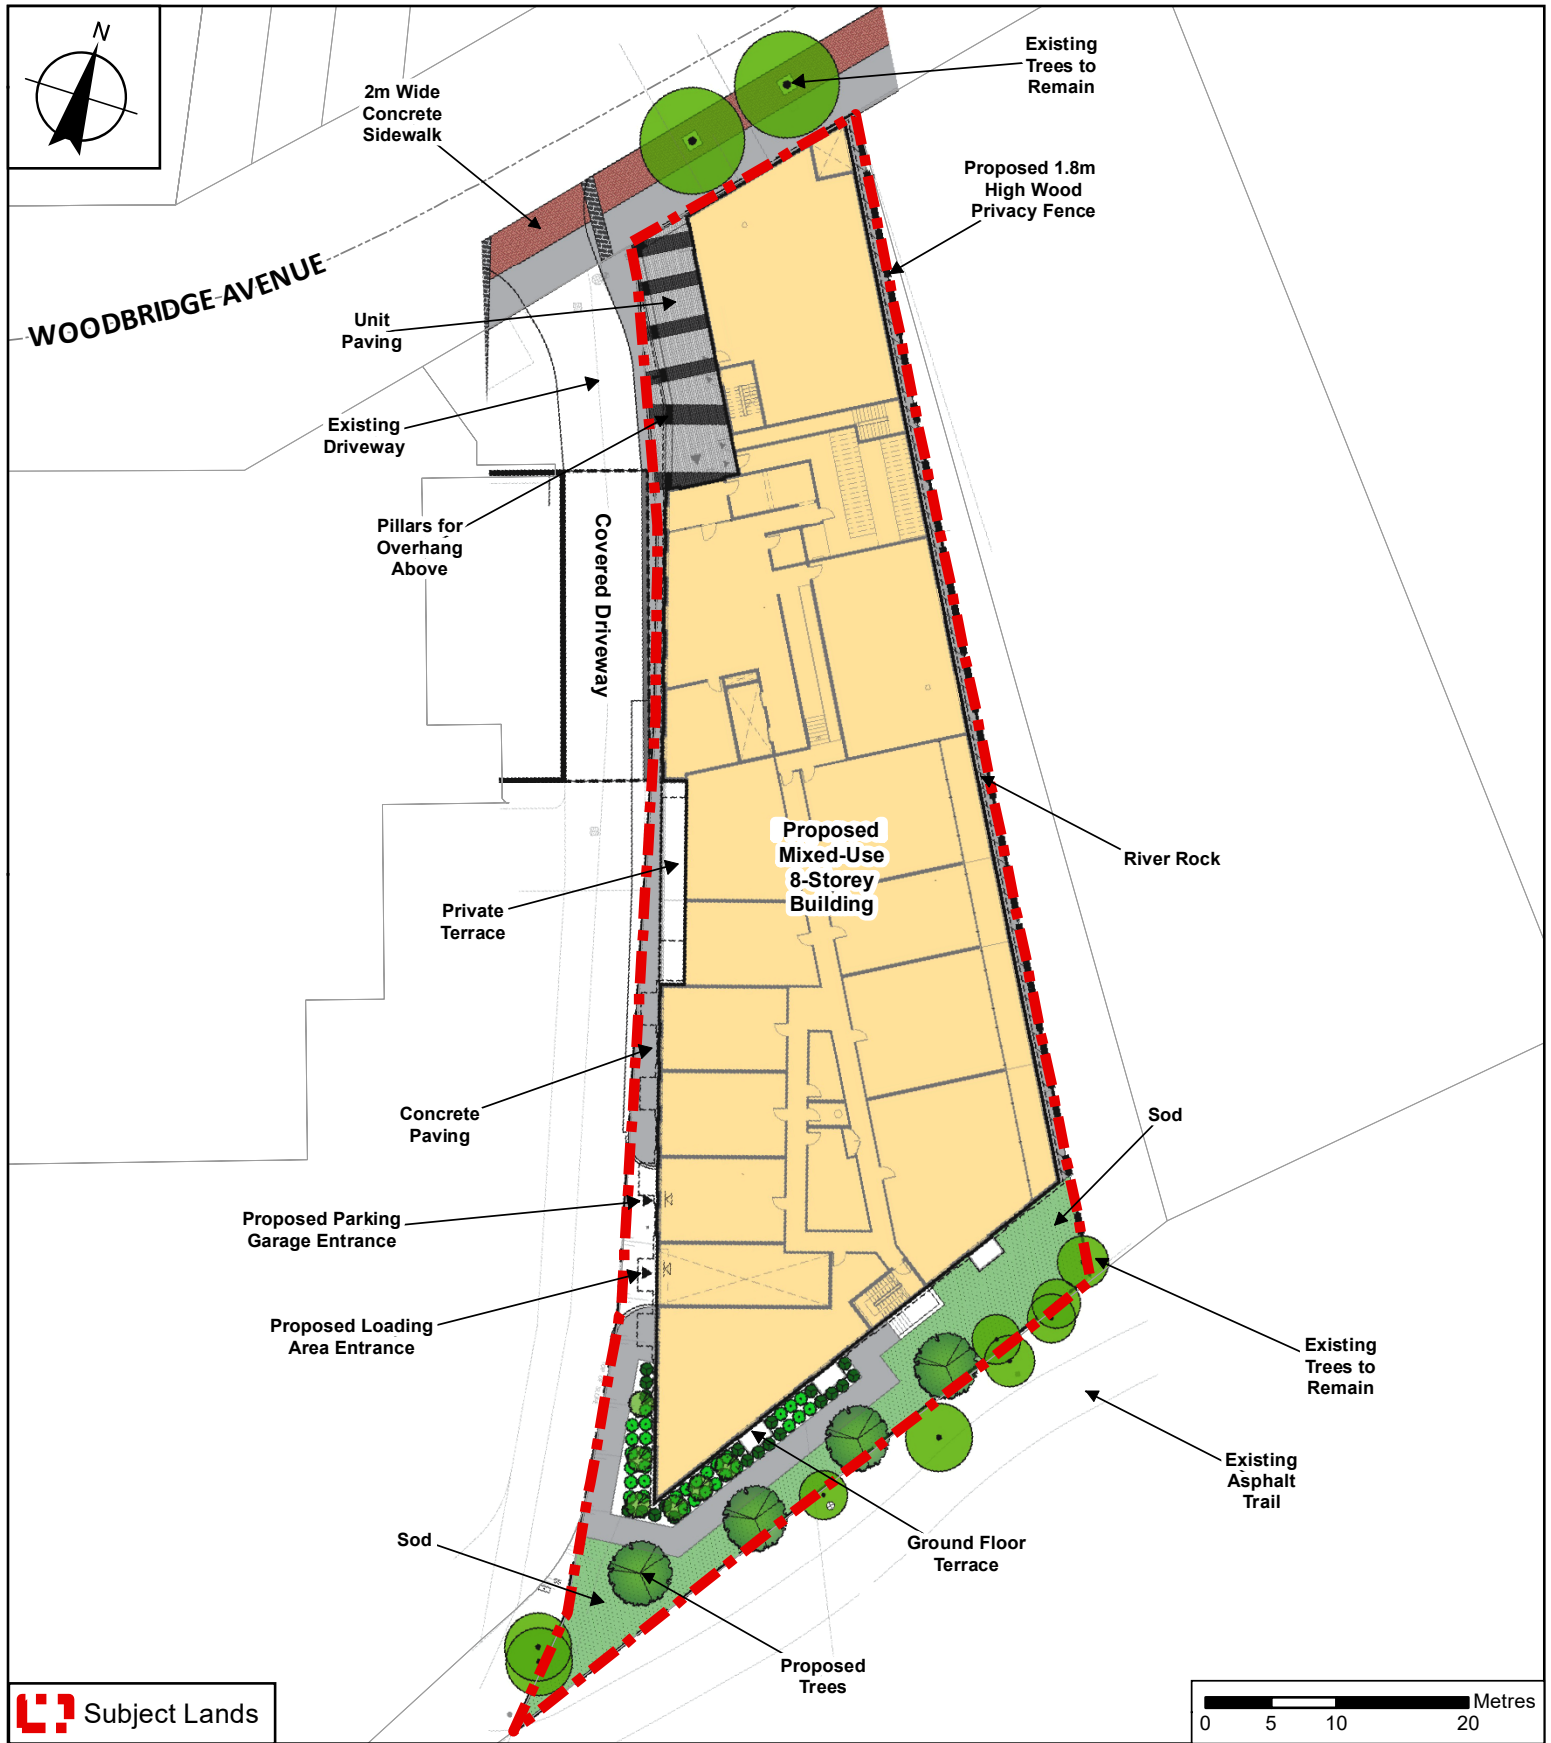 N
Existing
Trees to
Remain
2m Wide
Concrete
Sidewalk
Proposed 1.8m
High Wood
Privacy Fence
WOODBRIDGE AVENUE
Unit
Paving
Existing
Driveway
Pillars for
Overhang
Above
Covered Driveway
Proposed
Mixed-Use
8-Storey
Building
River Rock
Private
Terrace
Concrete
Paving
Sod
Proposed Parking
Garage Entrance
Proposed Loading
Area Entrance
Existing
Trees to
Remain
Existing
Asphalt
Trail
Sod
Ground Floor
Terrace
Proposed
Trees
Subject Lands
Metres
0 5 10 20